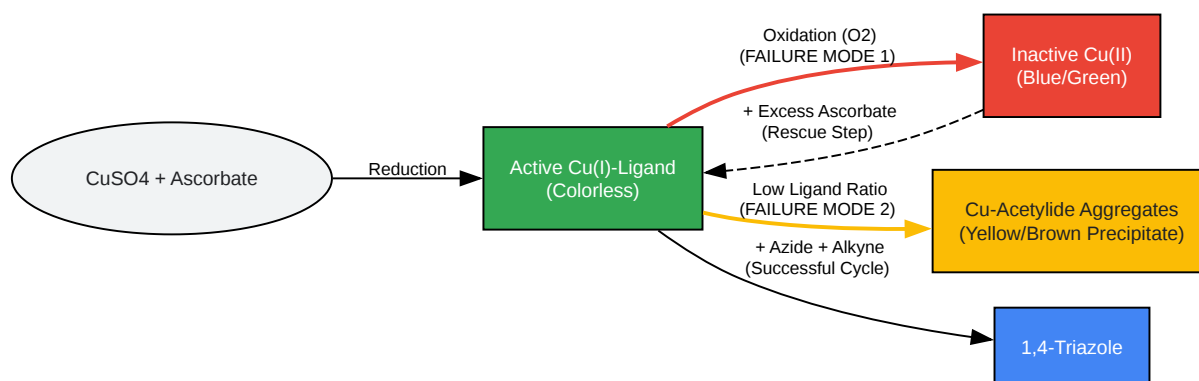 CuSO4 + Ascorbate
Reduction
Active Cu(I)-Ligand
(Colorless)
Oxidation (O2)
(FAILURE MODE 1)
Inactive Cu(II)
(Blue/Green)
+ Excess Ascorbate
(Rescue Step)
Low Ligand Ratio
(FAILURE MODE 2)
Cu-Acetylide Aggregates
(Yellow/Brown Precipitate)
+ Azide + Alkyne
(Successful Cycle)
1,4-Triazole